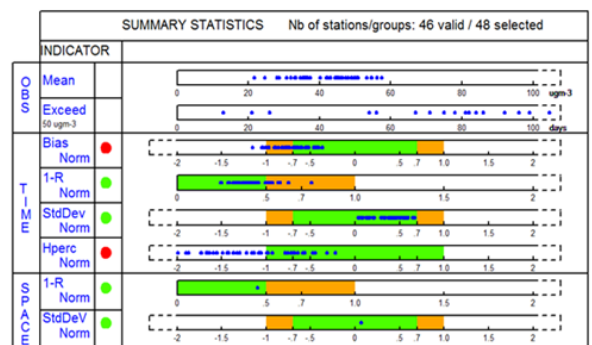 SUMMARY STATISTICS Nb of stations/groups: 46 valid / 48 selected
INDICATOR
OBS
Mean
0 20 40 60 80 100 ugm-3
Exceed
50 ugm-3
0 20 40 60 80 100 days
TIME
Bias
Norm
-2 -1.5 -1 -.7 -.5 0 .5 .7 1 1.5 2
1-R
Norm
0 .5 .7 1.0 1.5 2
StdDev
Norm
-2 -1.5 -1 -.7 -.5 0 .5 .7 1 1.5 2
Hperc
Norm
-2 -1.5 -1 -.7 -.5 0 .5 .7 1 1.5 2
SPACE
1-R
Norm
0 .5 .7 1.0 1.5 2
StdDeV
Norm
-2 -1.5 -1 -.7 -.5 0 .5 .7 1.0 1.5 2